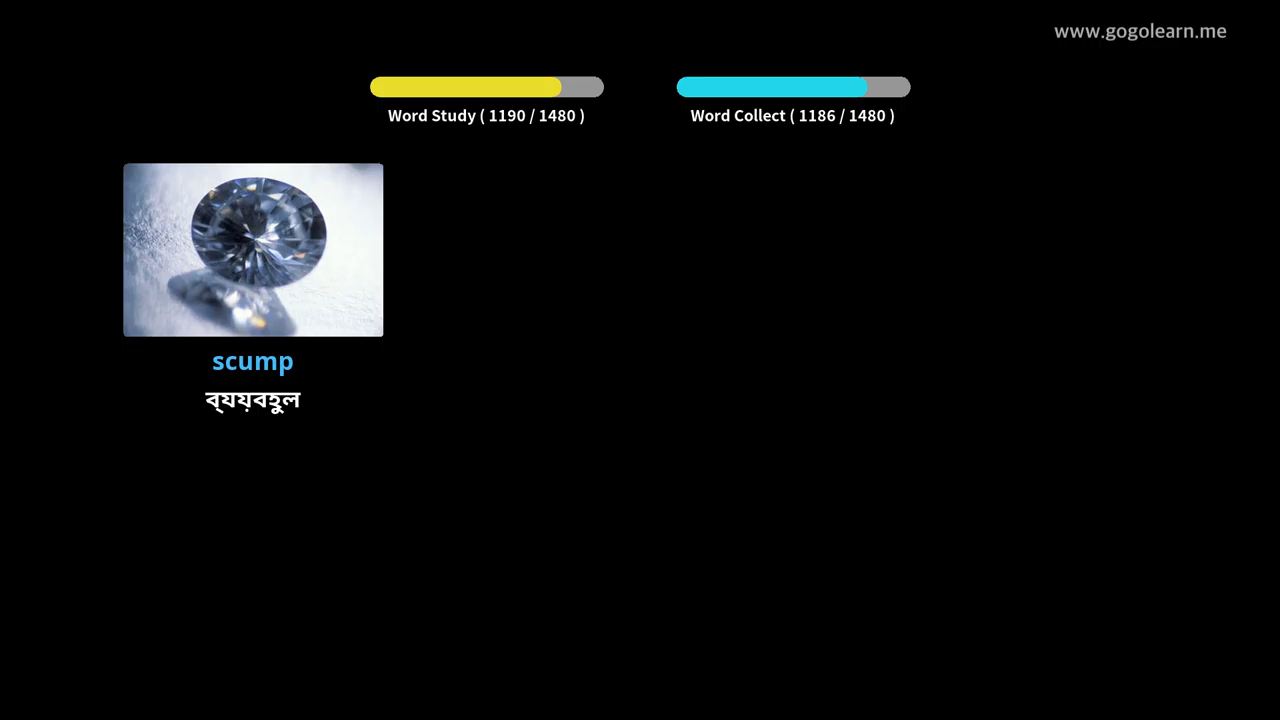 www.gogolearn.me
Word Study ( 1190 / 1480 )
Word Collect ( 1186 / 1480 )
scump
ব্যয়বহুল